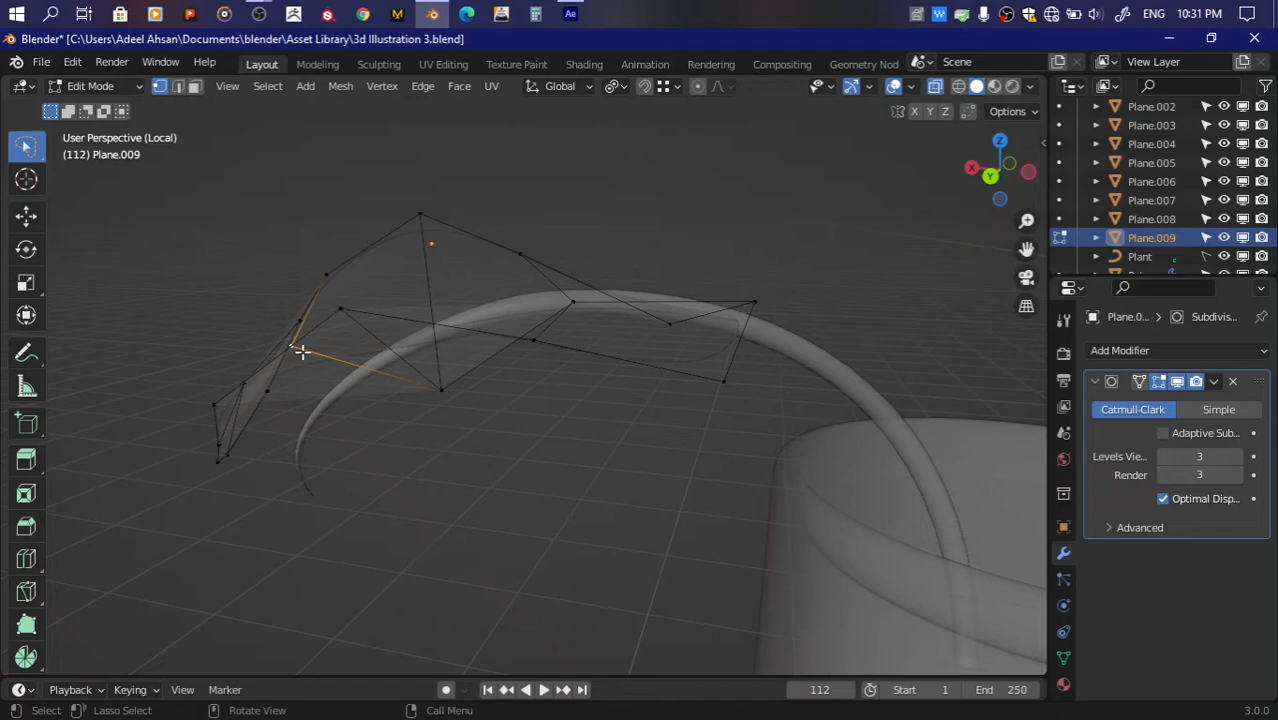 ENG 10:31 PM
Blender* [C:\Users\Adeel Ahsan\Documents\blender\Asset Library\3d Illustration 3.blend]
File Edit Render Window Help Layout Modeling Sculpting UV Editing Texture Paint Shading Animation Rendering Compositing Geometry Nod Scene View Layer
Edit Mode View Select Add Mesh Vertex Edge Face UV Global
X Y Z Options
User Perspective (Local)
(112) Plane.009
Z
X
Y
Plane.002
Plane.003
Plane.004
Plane.005
Plane.006
Plane.007
Plane.008
Plane.009
Plant
Plane.0... Subdivis...
Add Modifier
Catmull-Clark Simple
Adaptive Sub...
Levels Vie... 3
Render 3
Optimal Disp...
Advanced
Playback Keying View Marker 112 Start 1 End 250
Select Lasso Select Rotate View Call Menu 3.0.0